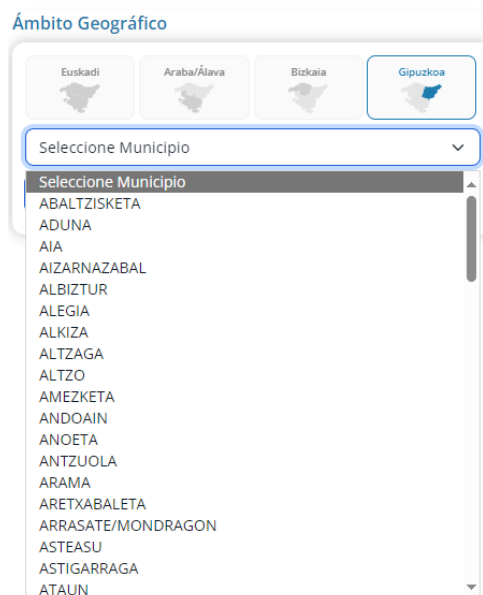 Ámbito Geográfico
Euskadi Araba/Álava Bizkaia Gipuzkoa
Seleccione Municipio
Seleccione Municipio
ABALTZISKETA
ADUNA
AIA
AIZARNAZABAL
ALBIZTUR
ALEGIA
ALKIZA
ALTZAGA
ALTZO
AMEZKETA
ANDOAIN
ANOETA
ANTZUOLA
ARAMA
ARETXABALETA
ARRASATE/MONDRAGON
ASTEASU
ASTIGARRAGA
ATAUN